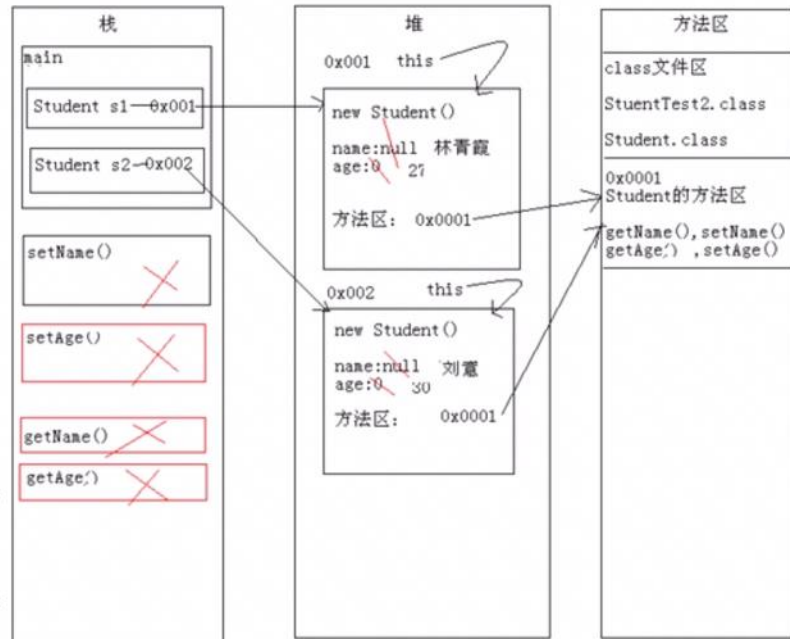 栈
main
Student s1—0x001
Student s2—0x002
setName()
setAge()
getName()
getAge()
堆
0x001 this
new Student()
name:null 林青霞
age:0 27
方法区: 0x0001
0x002 this
new Student()
name:null 刘意
age:0 30
方法区: 0x0001
方法区
class文件区
StuentTest2.class
Student.class
0x0001
Student的方法区
getName(),setName()
getAge() ,setAge()